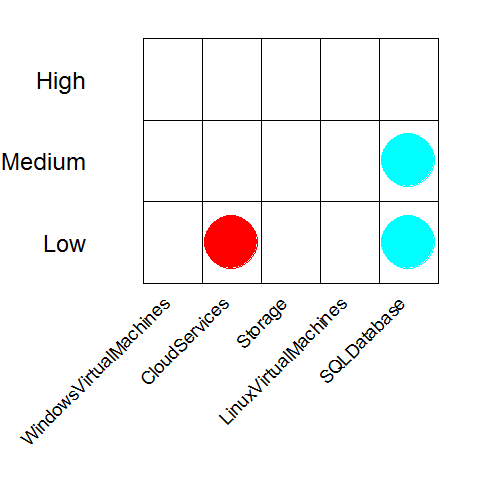 High
Medium
Low
WindowsVirtualMachines
CloudServices
Storage
LinuxVirtualMachines
SQLDatabase